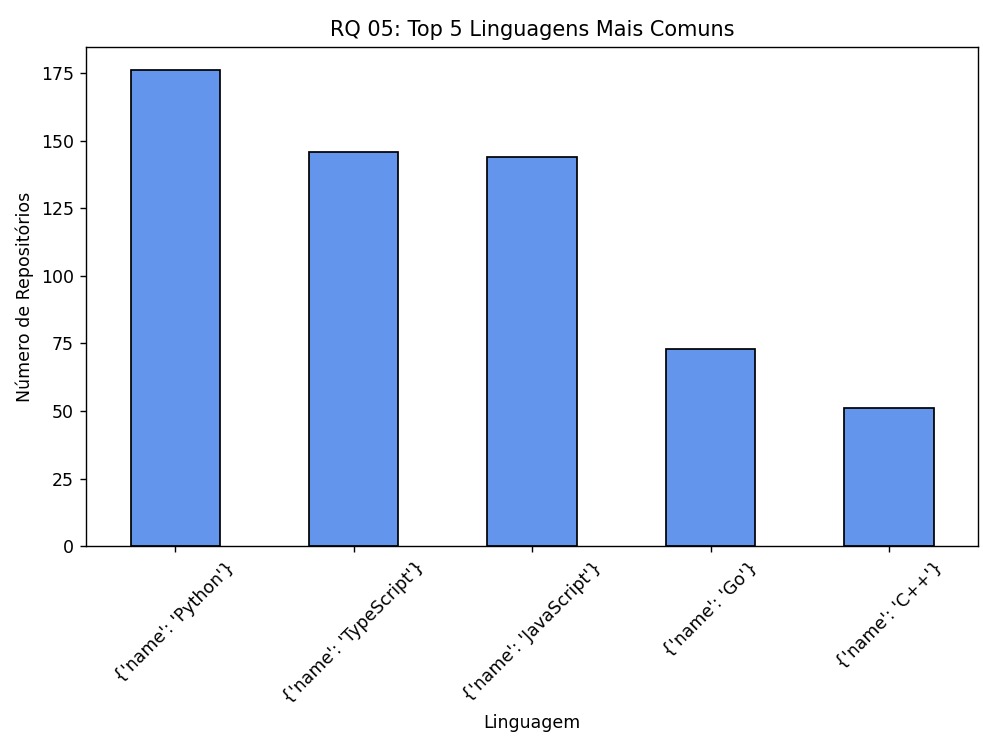 RQ 05: Top 5 Linguagens Mais Comuns
Número de Repositórios
175
150
125
100
75
50
25
0
{'name': 'Python'}
{'name': 'TypeScript'}
{'name': 'JavaScript'}
{'name': 'Go'}
{'name': 'C++'}
Linguagem